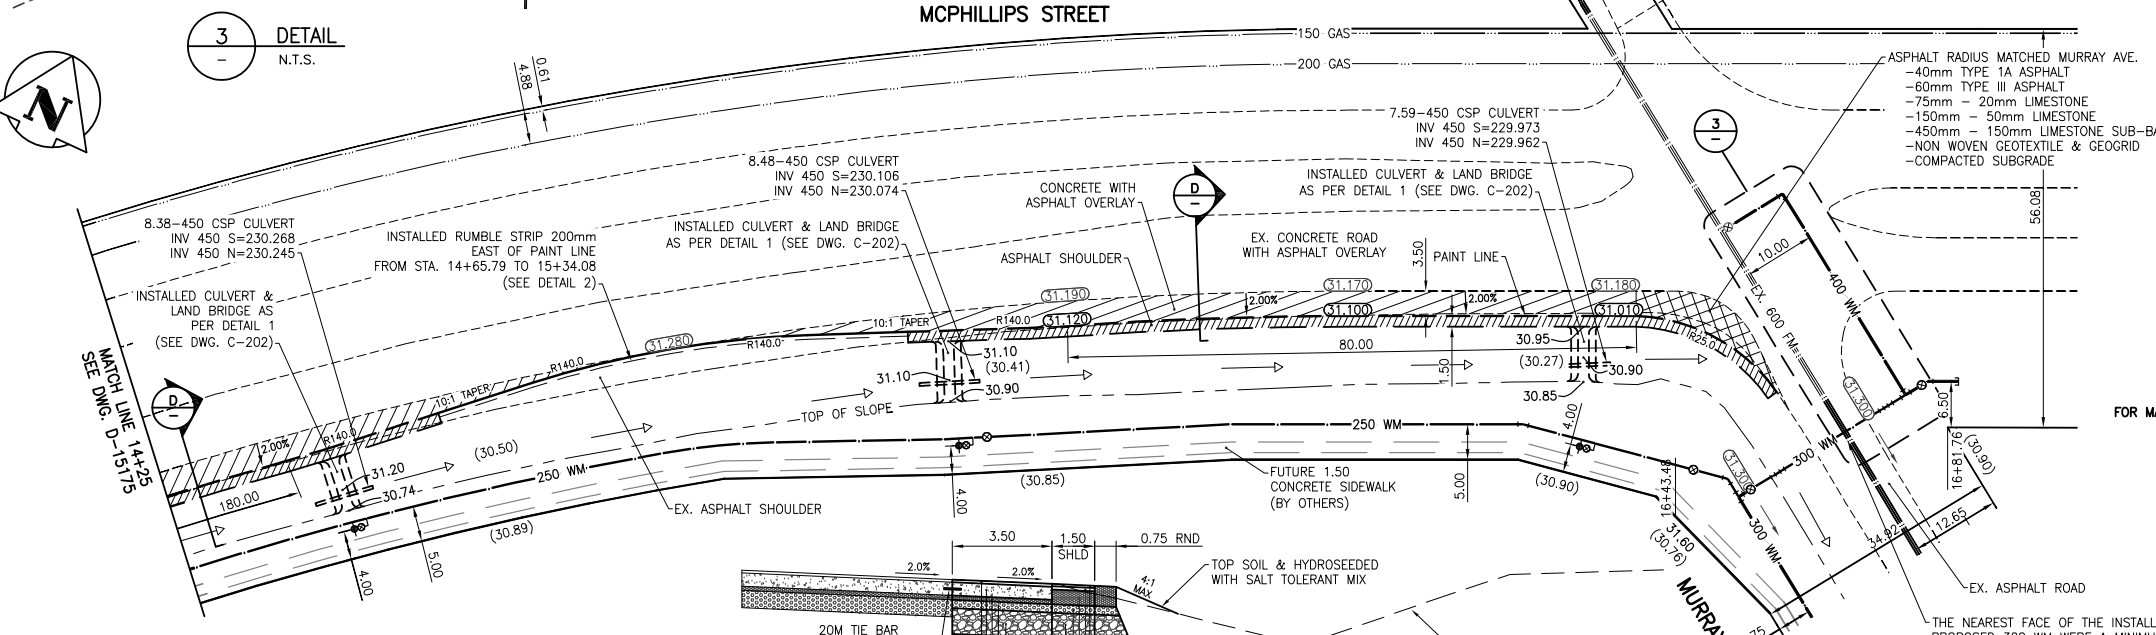 MCPHILLIPS STREET
3
-
DETAIL
N.T.S.
N
0.61
4.88
150 GAS
200 GAS
ASPHALT RADIUS MATCHED MURRAY AVE.
-40mm TYPE 1A ASPHALT
-60mm TYPE III ASPHALT
-75mm - 20mm LIMESTONE
-150mm - 50mm LIMESTONE
-450mm - 150mm LIMESTONE SUB-BA
-NON WOVEN GEOTEXTILE & GEOGRID
-COMPACTED SUBGRADE
3
-
7.59-450 CSP CULVERT
INV 450 S=229.973
INV 450 N=229.962
8.48-450 CSP CULVERT
INV 450 S=230.106
INV 450 N=230.074
INSTALLED CULVERT & LAND BRIDGE
AS PER DETAIL 1 (SEE DWG. C-202)
CONCRETE WITH
ASPHALT OVERLAY
D
-
8.38-450 CSP CULVERT
INV 450 S=230.268
INV 450 N=230.245
INSTALLED RUMBLE STRIP 200mm
EAST OF PAINT LINE
FROM STA. 14+65.79 TO 15+34.08
(SEE DETAIL 2)
INSTALLED CULVERT & LAND BRIDGE
AS PER DETAIL 1 (SEE DWG. C-202)
ASPHALT SHOULDER
EX. CONCRETE ROAD
WITH ASPHALT OVERLAY
3.50
PAINT LINE
10.00
56.08
400 WM
EX. 600 FM
INSTALLED CULVERT &
LAND BRIDGE AS
PER DETAIL 1
(SEE DWG. C-202)
MATCH LINE 14+25
SEE DWG. D-15175
D
-
31.280
31.190
31.170
31.180
31.120
31.100
31.010
2.00%
2.00%
2.00%
10:1 TAPER
10:1 TAPER
R140.0
R140.0
R140.0
R140.0
R25.0
80.00
1.50
31.10
(30.41)
31.10
30.90
30.95
(30.27)
30.90
30.85
31.300
31.300
6.50
FOR MA
TOP OF SLOPE
250 WM
250 WM
300 WM
300 WM
4.00
(30.50)
31.20
30.74
180.00
(30.89)
5.00
4.00
EX. ASPHALT SHOULDER
4.00
(30.85)
FUTURE 1.50
CONCRETE SIDEWALK
(BY OTHERS)
5.00
(30.90)
16+43.48
31.60
(30.76)
16+81.76
(30.90)
34.92
12.65
3.50
1.50
SHLD
0.75 RND
2.0%
2.0%
4:1
MAX
TOP SOIL & HYDROSEEDED
WITH SALT TOLERANT MIX
20M TIE BAR
EX. ASPHALT ROAD
THE NEAREST FACE OF THE INSTALL